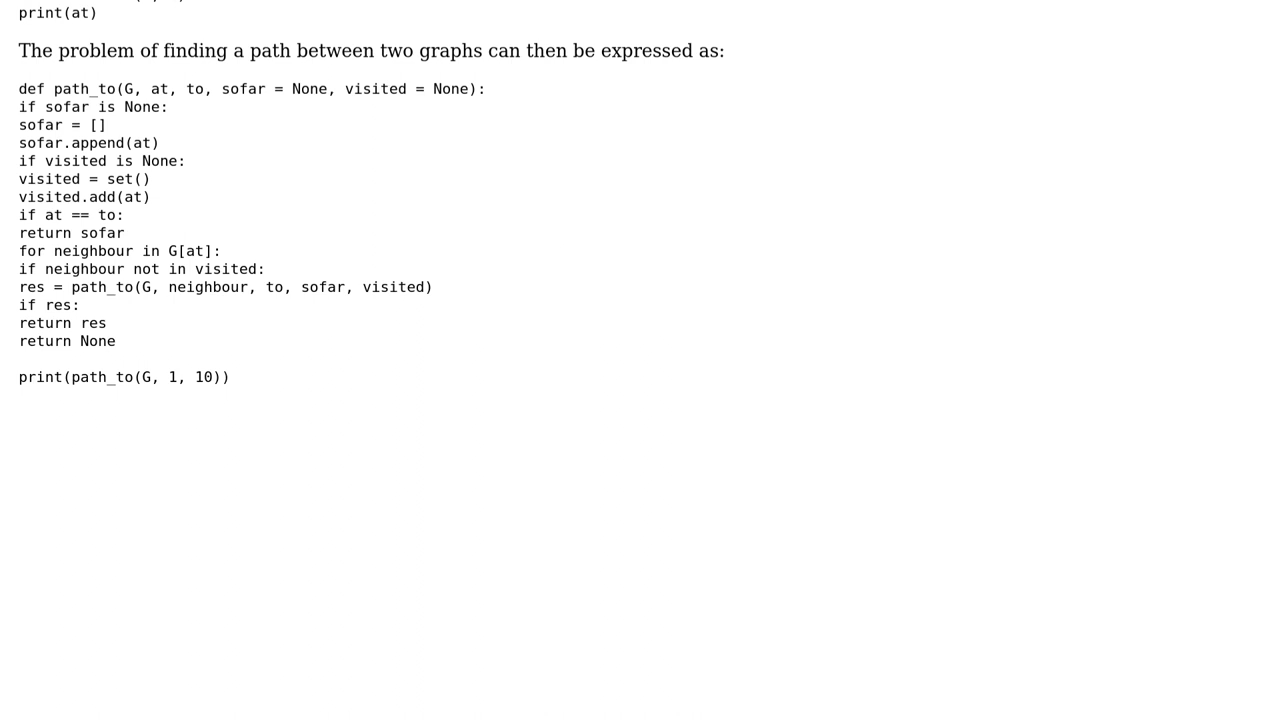 print(at)
The problem of finding a path between two graphs can then be expressed as:
def path_to(G, at, to, sofar = None, visited = None):
if sofar is None:
sofar = []
sofar.append(at)
if visited is None:
visited = set()
visited.add(at)
if at == to:
return sofar
for neighbour in G[at]:
if neighbour not in visited:
res = path_to(G, neighbour, to, sofar, visited)
if res:
return res
return None
print(path_to(G, 1, 10))